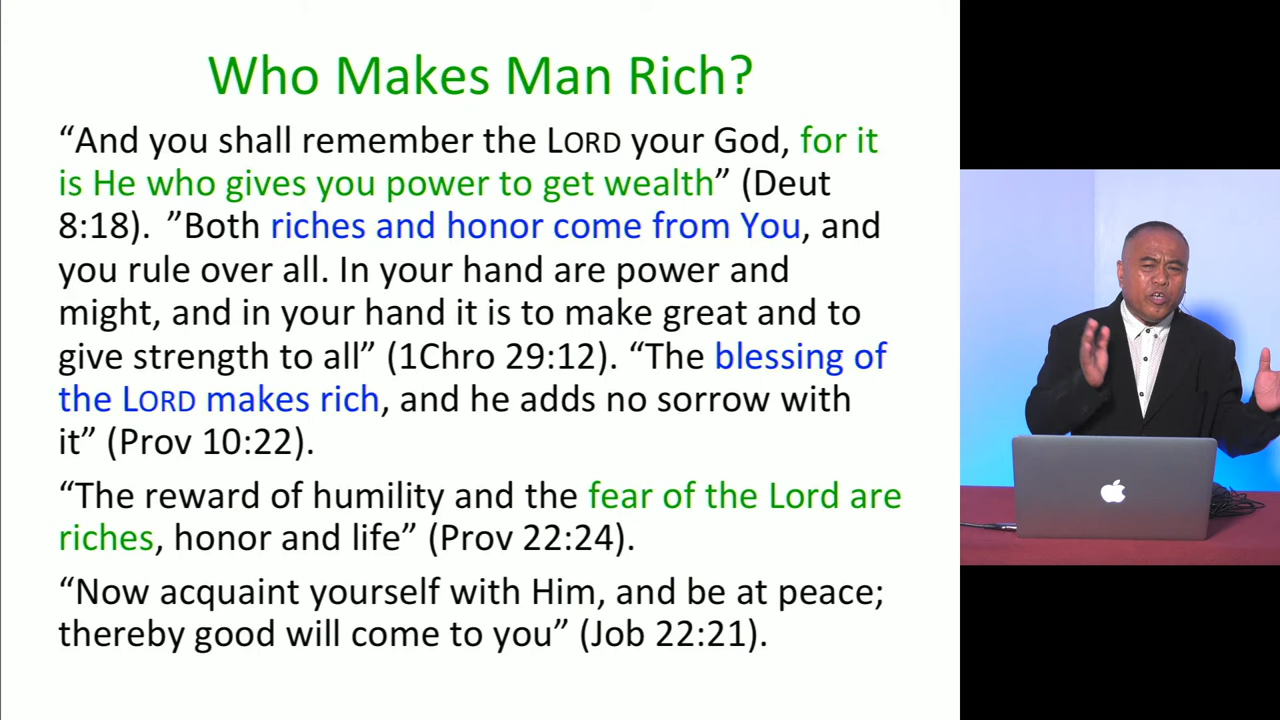 Who Makes Man Rich?
“And you shall remember the LORD your God, for it
is He who gives you power to get wealth” (Deut
8:18). ”Both riches and honor come from You, and
you rule over all. In your hand are power and
might, and in your hand it is to make great and to
give strength to all” (1Chro 29:12). “The blessing of
the LORD makes rich, and he adds no sorrow with
it” (Prov 10:22).
“The reward of humility and the fear of the Lord are
riches, honor and life” (Prov 22:24).
“Now acquaint yourself with Him, and be at peace;
thereby good will come to you” (Job 22:21).